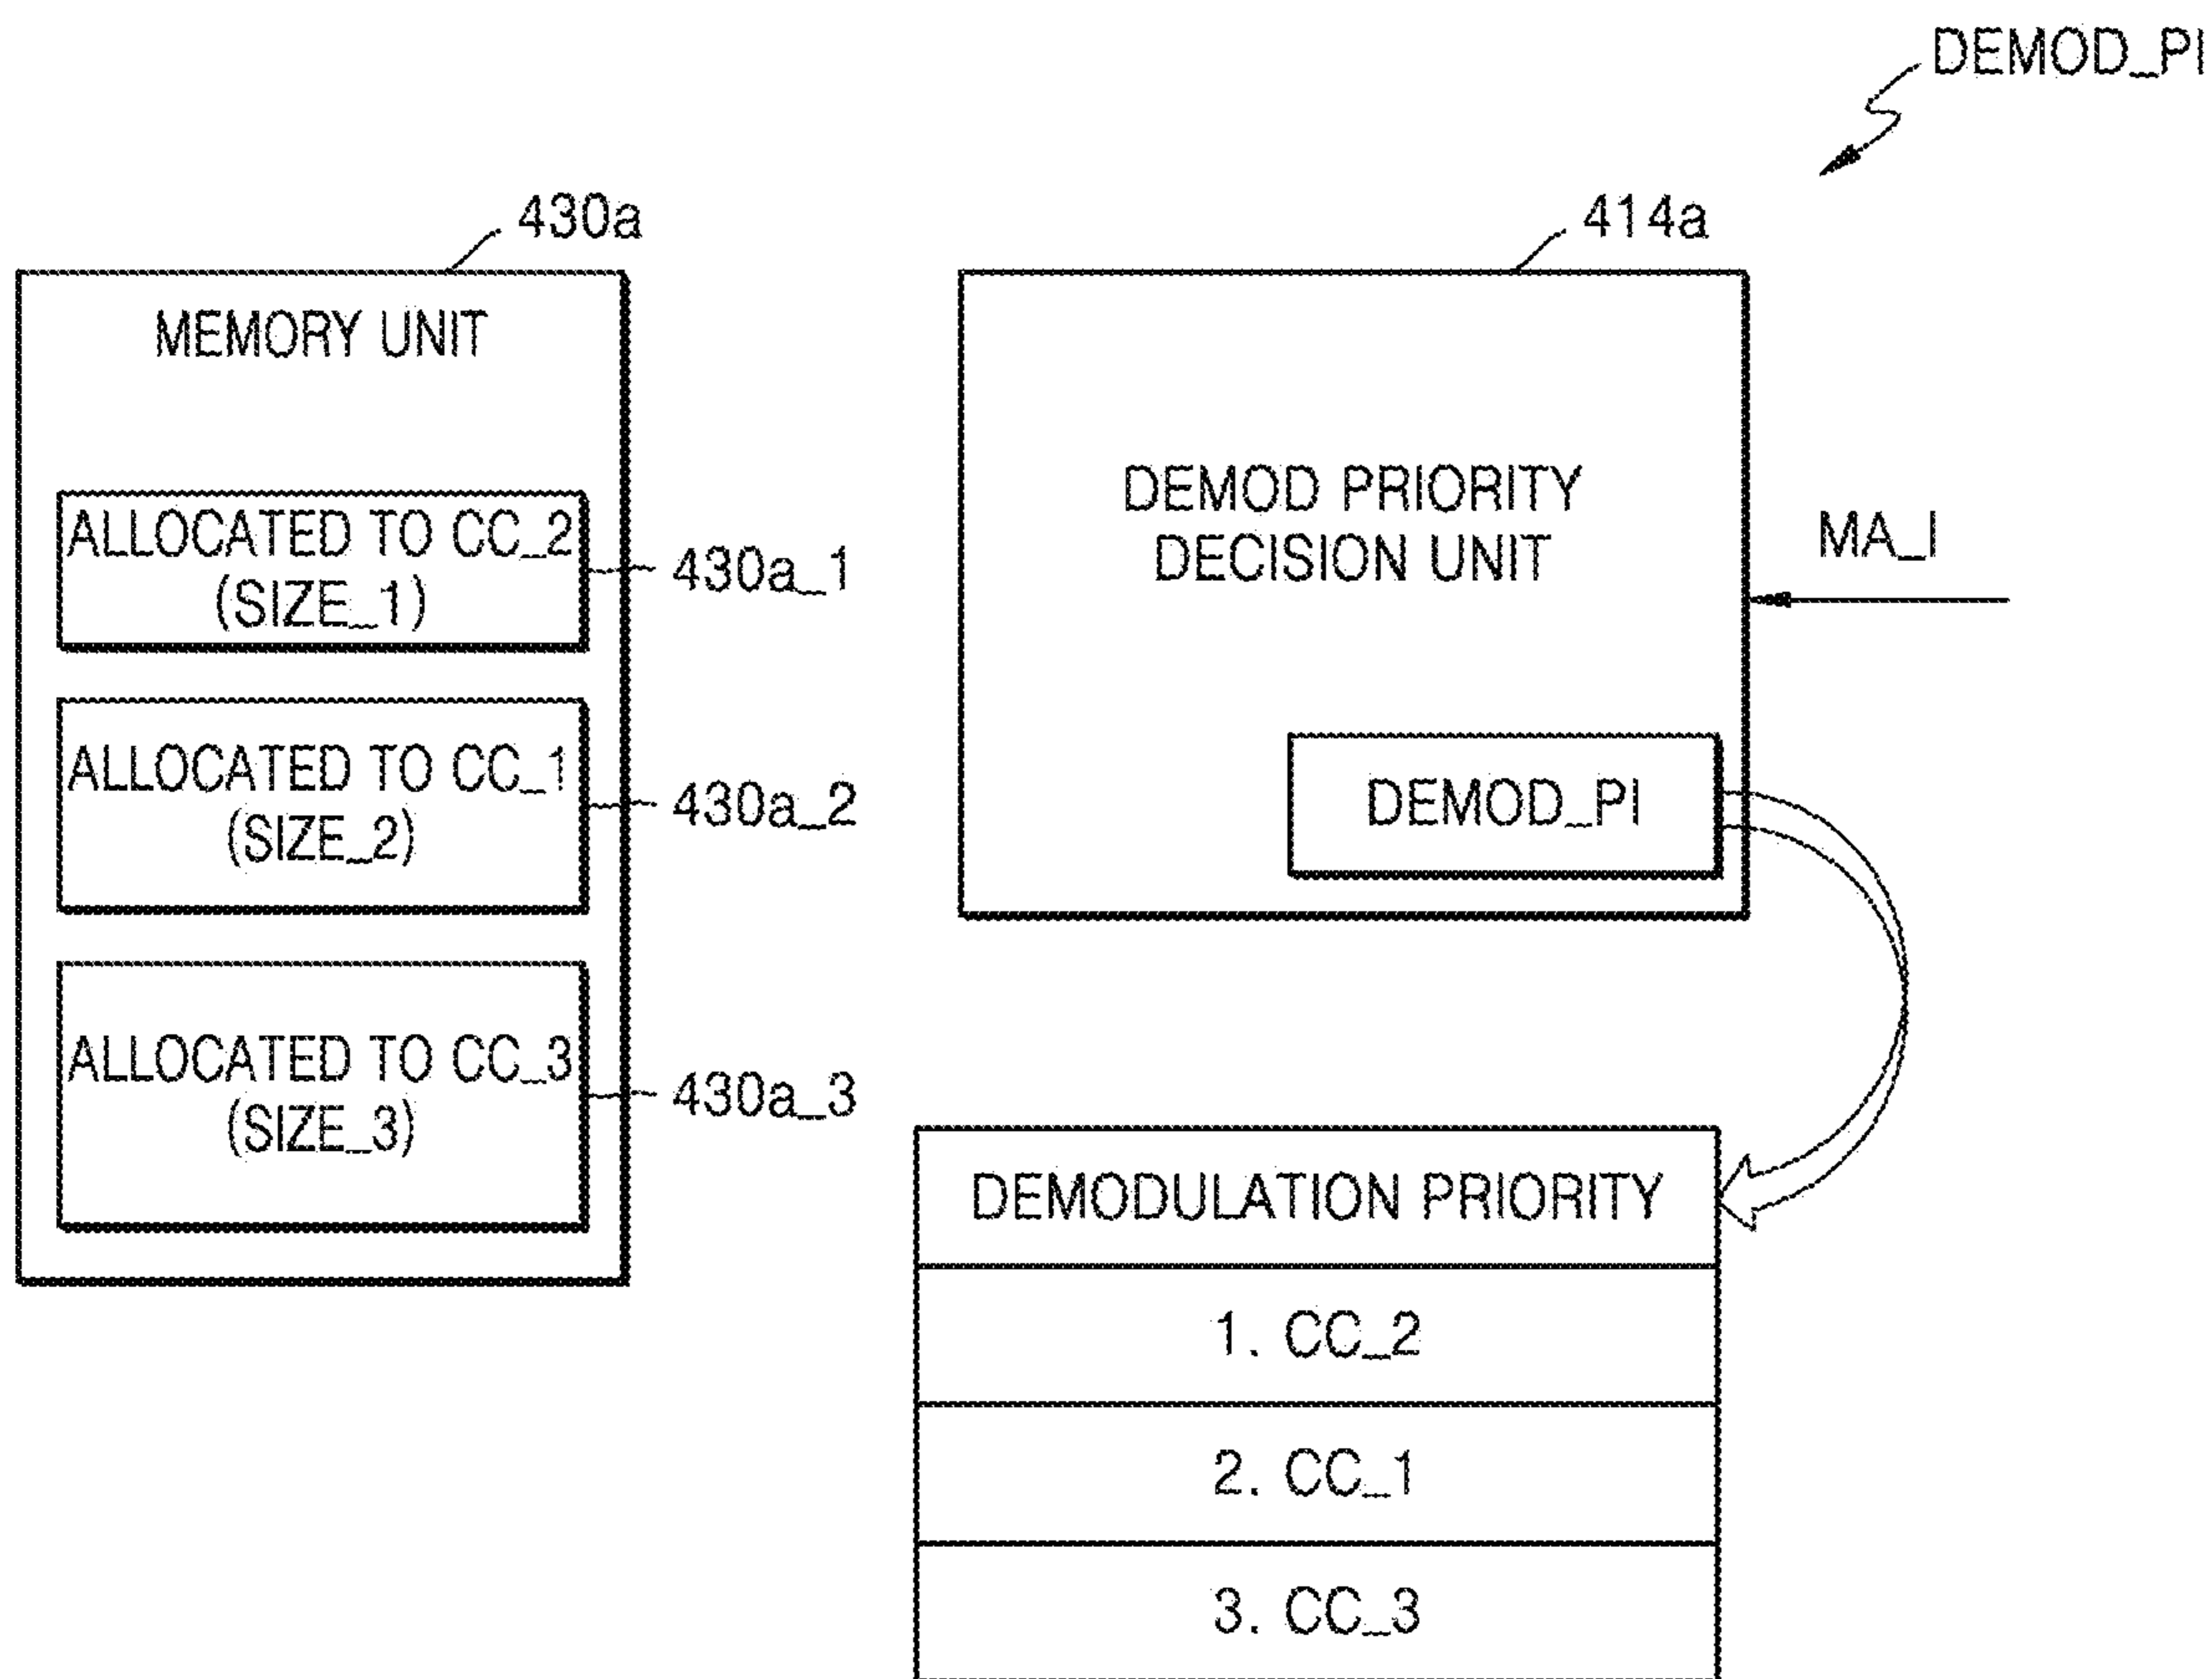 DEMOD_PI
430a
MEMORY UNIT
ALLOCATED TO CC_2
(SIZE_1)
430a_1
ALLOCATED TO CC_1
(SIZE_2)
430a_2
ALLOCATED TO CC_3
(SIZE_3)
430a_3
414a
DEMOD PRIORITY
DECISION UNIT
MA_I
DEMOD_PI
DEMODULATION PRIORITY
1. CC_2
2. CC_1
3. CC_3